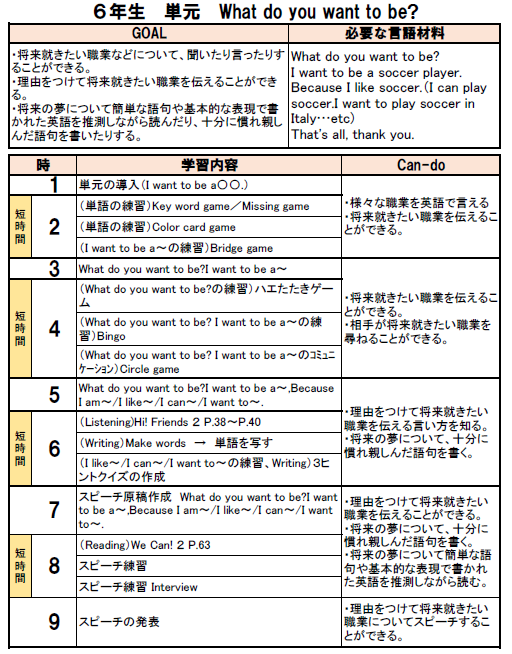 ６年生　単元　What do you want to be?
GOAL
必要な言語材料
・将来就きたい職業などについて、聞いたり言ったりす
ることができる。
・理由をつけて将来就きたい職業を伝えることができ
る。
・将来の夢について簡単な語句や基本的な表現で書
かれた英語を推測しながら読んだり、十分に慣れ親し
んだ語句を書いたりする。
What do you want to be?
I want to be a soccer player.
Because I like soccer.(I can play
soccer.I want to play soccer in
Italy…etc)
That's all, thank you.
時
学習内容
Can-do
1
単元の導入(I want to be a〇〇.)
・様々な職業を英語で言える
・将来就きたい職業を伝えるこ
とができる。
短時間
2
(単語の練習)Key word game／Missing game
(単語の練習)Color card game
(I want to be a～の練習)Bridge game
3
What do you want to be?I want to be a～
・将来就きたい職業を伝えるこ
とができる。
・相手が将来就きたい職業を
尋ねることができる。
短時間
4
(What do you want to be?の練習)ハエたたきゲー
ム
(What do you want to be? I want to be a～の練
習)Bingo
(What do you want to be? I want to be a～のｺﾐｭﾆ
ｹｰｼｮﾝ)Circle game
5
What do you want to be?I want to be a～,Because
I am～/I like～/I can～/I want to～.
・理由をつけて将来就きたい
職業を伝える言い方を知る。
・将来の夢について、十分に
慣れ親しんだ語句を書く。
短時間
6
(Listening)Hi! Friends 2 P.38～P.40
(Writing)Make words　→　単語を写す
(I like～/I can～/I want to～の練習、Writing)3ヒ
ントクイズの作成
7
スピーチ原稿作成　What do you want to be?I want
to be a～,Because I am～/I like～/I can～/I want
to～.
・理由をつけて将来就きたい
職業を伝えることができる。
・将来の夢について、十分に
慣れ親しんだ語句を書く。
・将来の夢について簡単な語
句や基本的な表現で書かれ
た英語を推測しながら読む。
短時間
8
(Reading)We Can! 2 P.63
スピーチ練習
スピーチ練習 Interview
9
スピーチの発表
・理由をつけて将来就きたい
職業についてスピーチするこ
とができる。